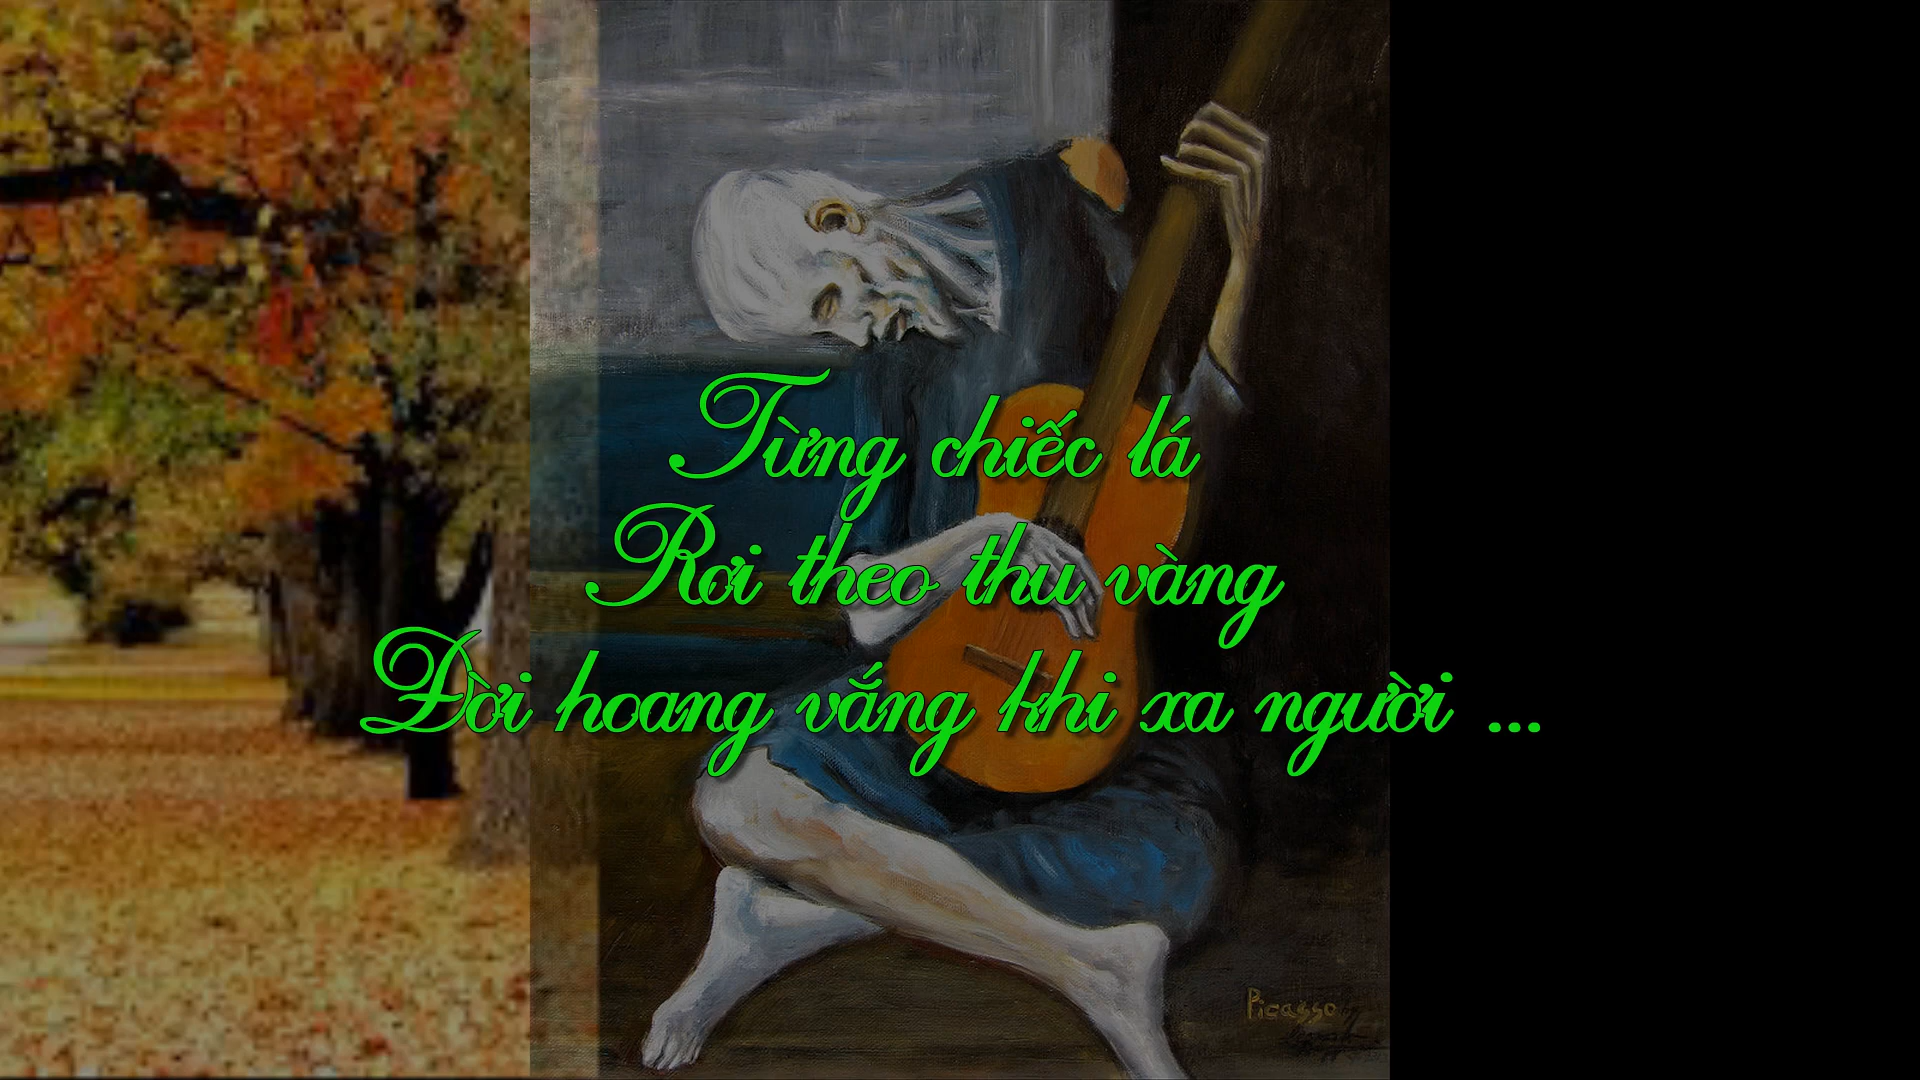 Từng chiếc lá
Rơi theo thu vàng
Đời hoang vắng khi xa người ...
Picasso